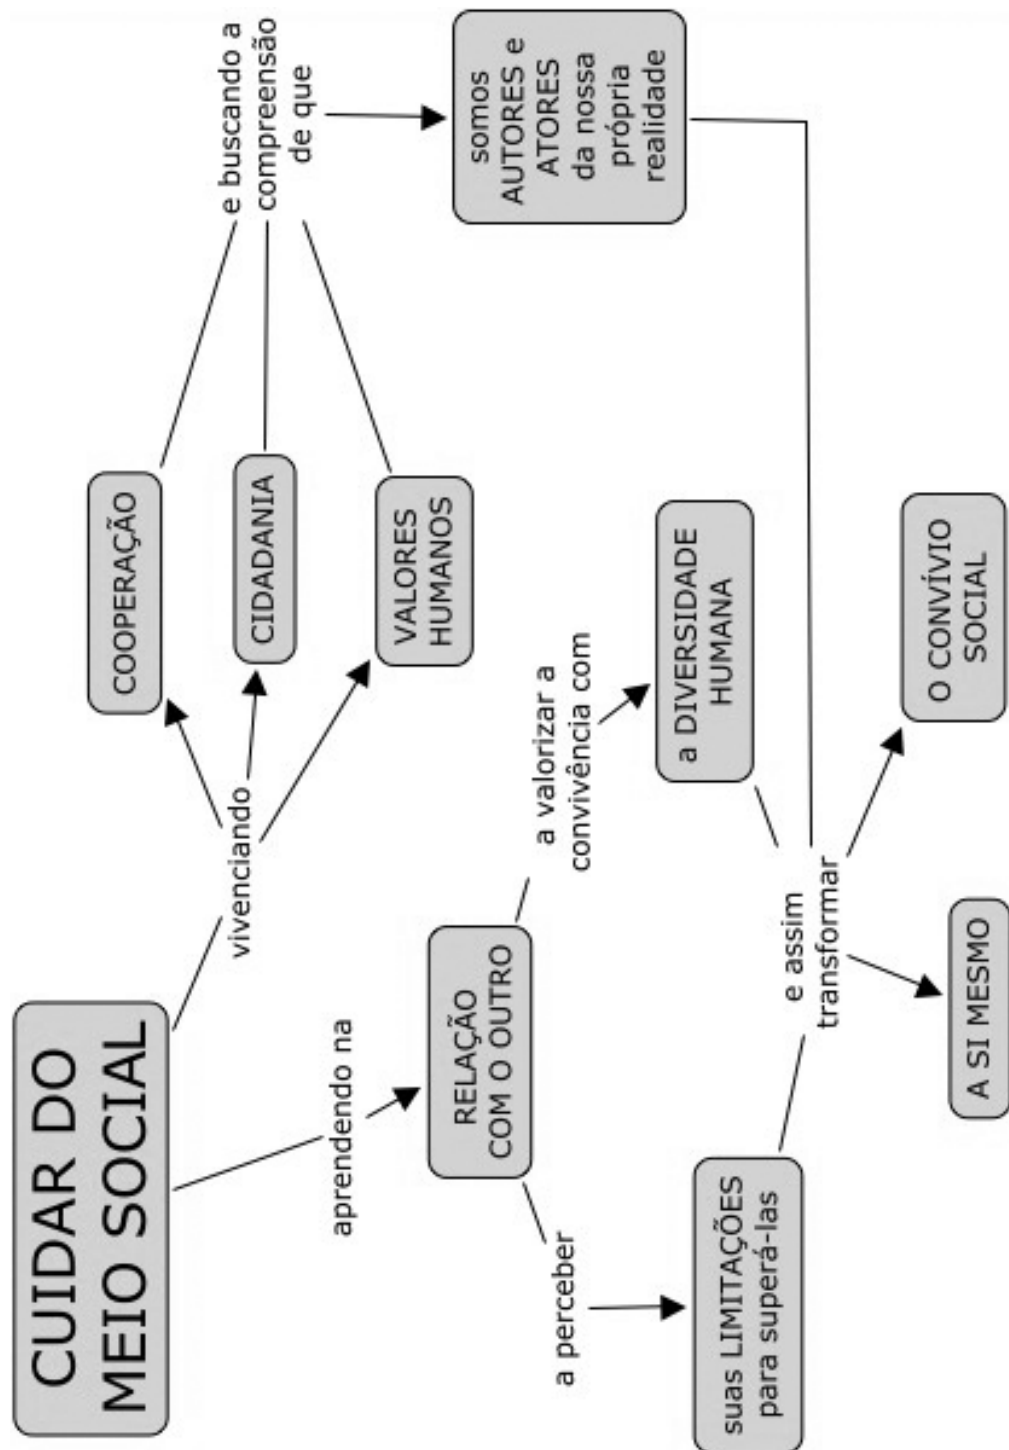 CUIDAR DO
MEIO SOCIAL
vivenciando
COOPERAÇÃO
CIDADANIA
VALORES
HUMANOS
e buscando a
compreensão
de que
somos
AUTORES e
ATORES
da nossa
própria
realidade
aprendendo na
RELAÇÃO
COM O OUTRO
a perceber
suas LIMITAÇÕES
para superá-las
a valorizar a
convivência com
a DIVERSIDADE
HUMANA
e assim
transformar
A SI MESMO
O CONVÍVIO
SOCIAL